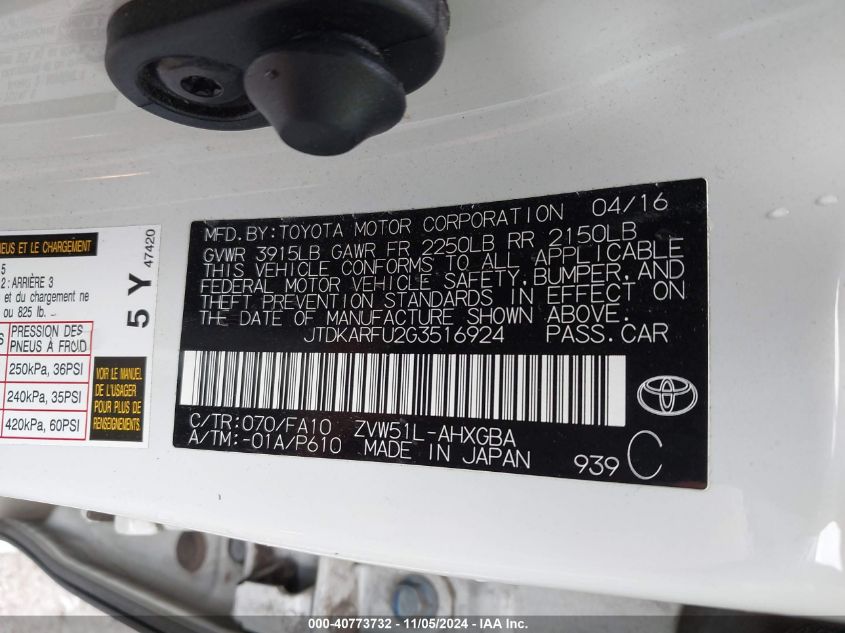 MFD. BY: TOYOTA MOTOR CORPORATION 04/16
GVWR 3915LB GAWR FR 2250LB RR 2150LB
THIS VEHICLE CONFORMS TO ALL APPLICABLE
FEDERAL MOTOR VEHICLE SAFETY, BUMPER, AND
THEFT PREVENTION STANDARDS IN EFFECT ON
THE DATE OF MANUFACTURE SHOWN ABOVE.
JTDKARFU2G3516924 PASS. CAR
C/TR: 070/FA10 ZVW51L-AHXGBA
A/TM: -01A/P610 MADE IN JAPAN 939 C
NEUS ET LE CHARGEMENT
5
2: ARRIÈRE 3
et du chargement ne
ou 825 lb.
5 Y 47420
S PRESSION DES
PNEUS À FROID
250kPa, 36PSI
240kPa, 35PSI
420kPa, 60PSI
VOIR LE MANUEL
DE L'USAGER
POUR PLUS DE
RENSEIGNEMENTS
000-40773732 - 11/05/2024 - IAA Inc.